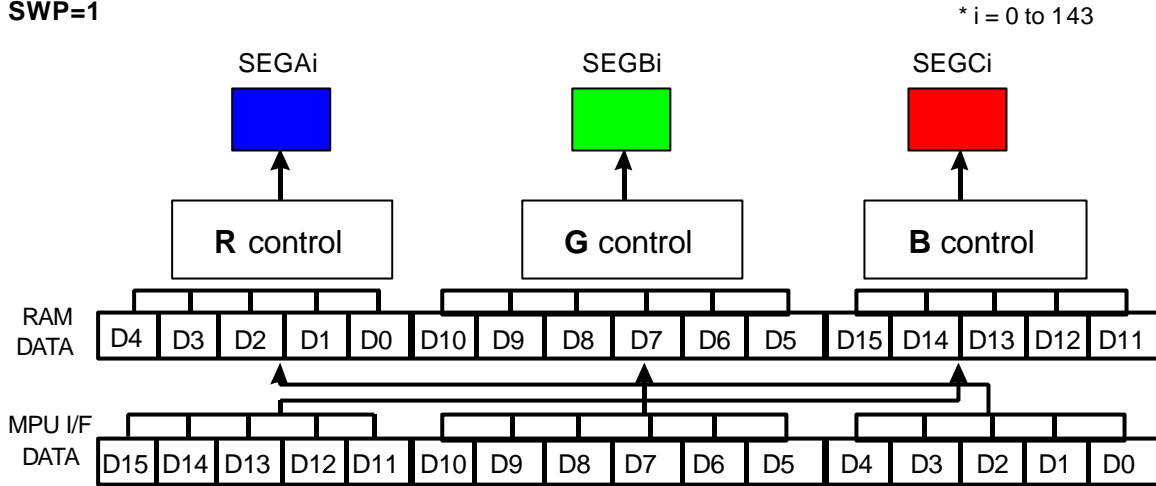 SWP=1
* i = 0 to 143
SEGAi SEGBi SEGCi
R control G control B control
RAM DATA D4 D3 D2 D1 D0 D10 D9 D8 D7 D6 D5 D15 D14 D13 D12 D11
MPU I/F DATA D15 D14 D13 D12 D11 D10 D9 D8 D7 D6 D5 D4 D3 D2 D1 D0